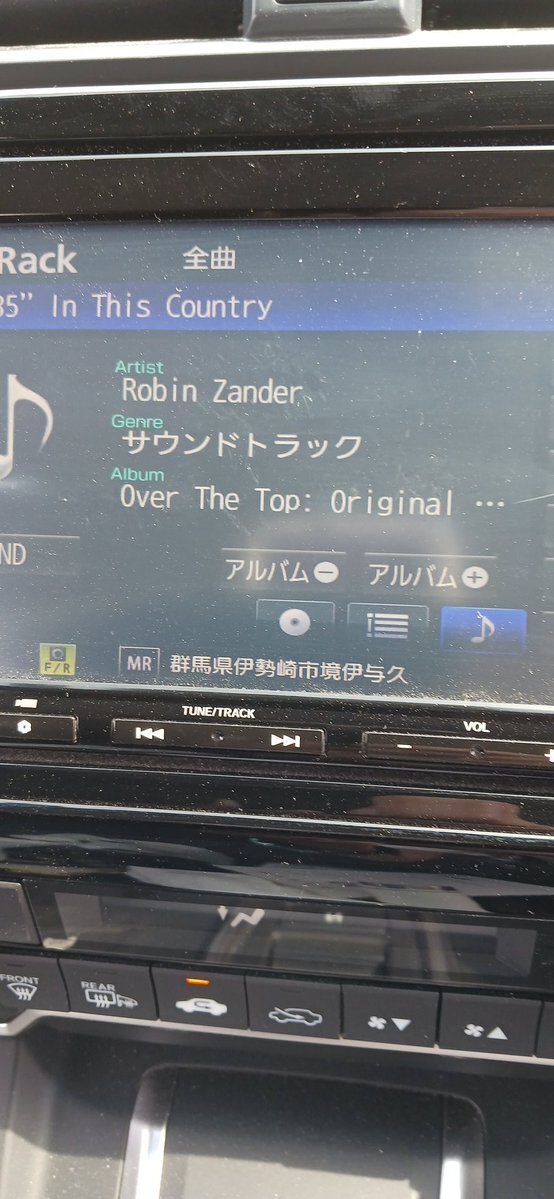 Rack 全曲
35” In This Country
Artist
Robin Zander
Genre
サウンドトラック
Album
Over The Top: Original ...
ND
アルバム－ アルバム＋
F/R
MR 群馬県伊勢崎市境伊与久
TUNE/TRACK
VOL
− +
FRONT
REAR